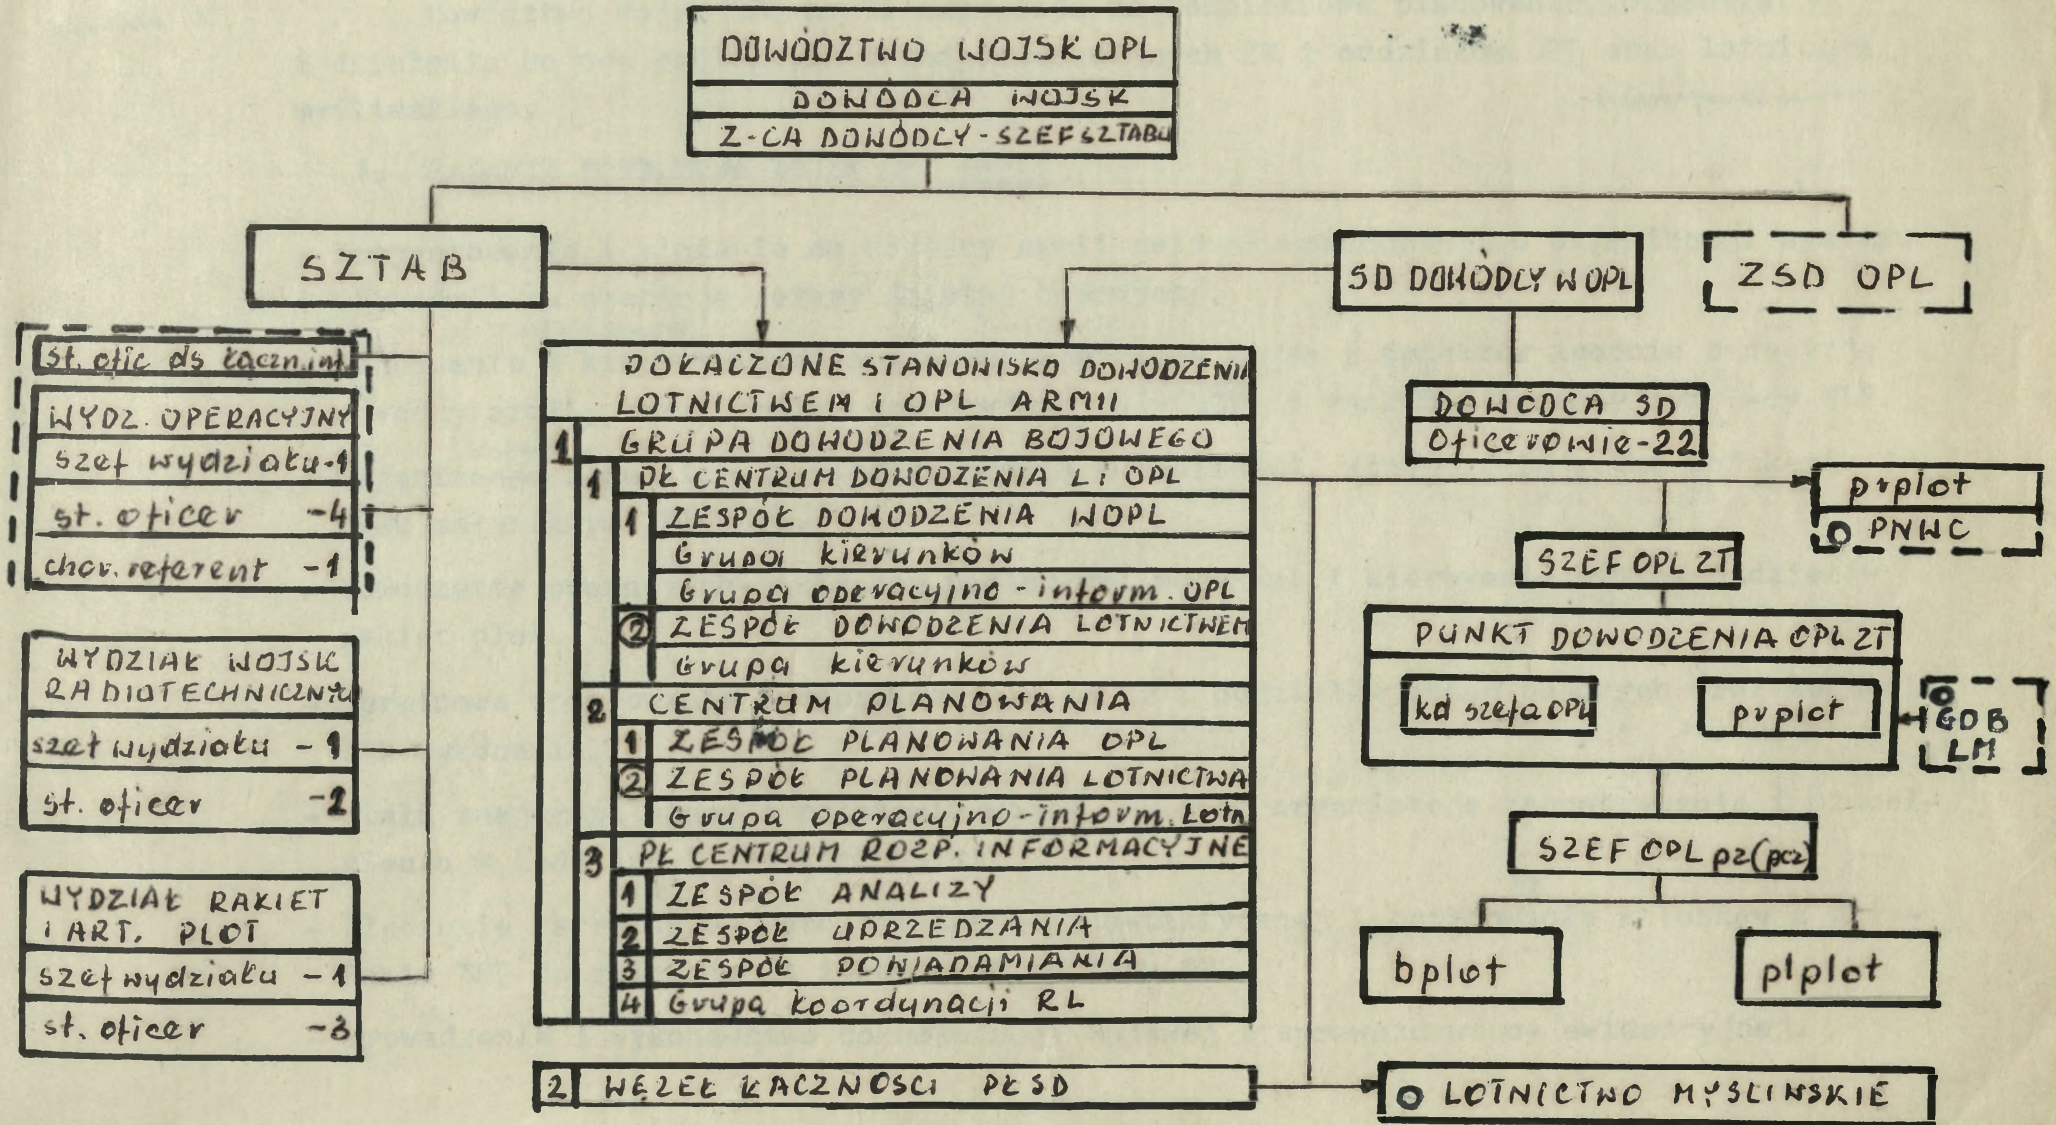 DOWÓDZTWO WOJSK OPL
DOWÓDCA WOJSK
Z-CA DOWÓDCY - SZEF SZTABU
SZTAB
SD DOWÓDCY W OPL
ZSD OPL
st. ofic ds łączn. inf.
WYDZ. OPERACYJNY
szef wydziału - 1
st. oficer - 4
chor. referent - 1
WYDZIAŁ WOJSK
RADIOTECHNICZNYCH
szef wydziału - 1
st. oficer - 2
WYDZIAŁ RAKIET
I ART. PLOT
szef wydziału - 1
st. oficer - 3
POŁĄCZONE STANOWISKO DOWODZENIA
LOTNICTWEM I OPL ARMII
1 GRUPA DOWODZENIA BOJOWEGO
1 PŁ CENTRUM DOWODZENIA L i OPL
1 ZESPÓŁ DOWODZENIA WOPL
Grupa kierunków
Grupa operacyjno - inform. OPL
2 ZESPÓŁ DOWODZENIA LOTNICTWEM
Grupa kierunków
2 CENTRUM PLANOWANIA
1 ZESPÓŁ PLANOWANIA OPL
2 ZESPÓŁ PLANOWANIA LOTNICTWA
Grupa operacyjno - inform. Lotn
3 PŁ CENTRUM ROZP. INFORMACYJNE
1 ZESPÓŁ ANALIZY
2 ZESPÓŁ UPRZEDZANIA
3 ZESPÓŁ POWIADAMIANIA
4 Grupa koordynacji RL
2 WĘZEŁ ŁĄCZNOŚCI PŁSD
DOWÓDCA SD
Oficerowie - 22
prplot
PNWC
SZEF OPL ZT
PUNKT DOWODZENIA OPL ZT
kd szefa OPL
prplot
GDB
LM
SZEF OPL pz(pcz)
bplot
plplot
LOTNICTWO MYŚLIWSKIE